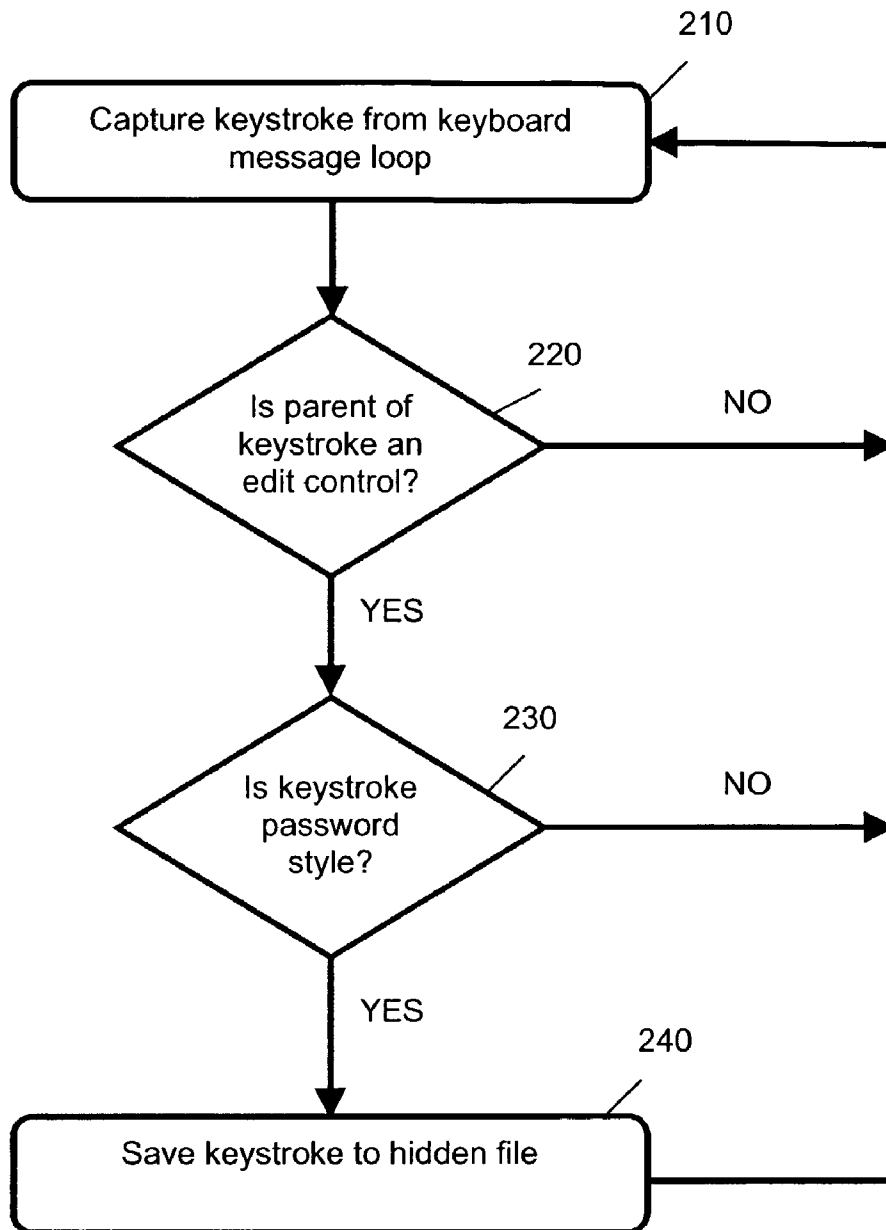 210
Capture keystroke from keyboard
message loop
220
Is parent of
keystroke an
edit control?
NO
YES
230
Is keystroke
password
style?
NO
YES
240
Save keystroke to hidden file